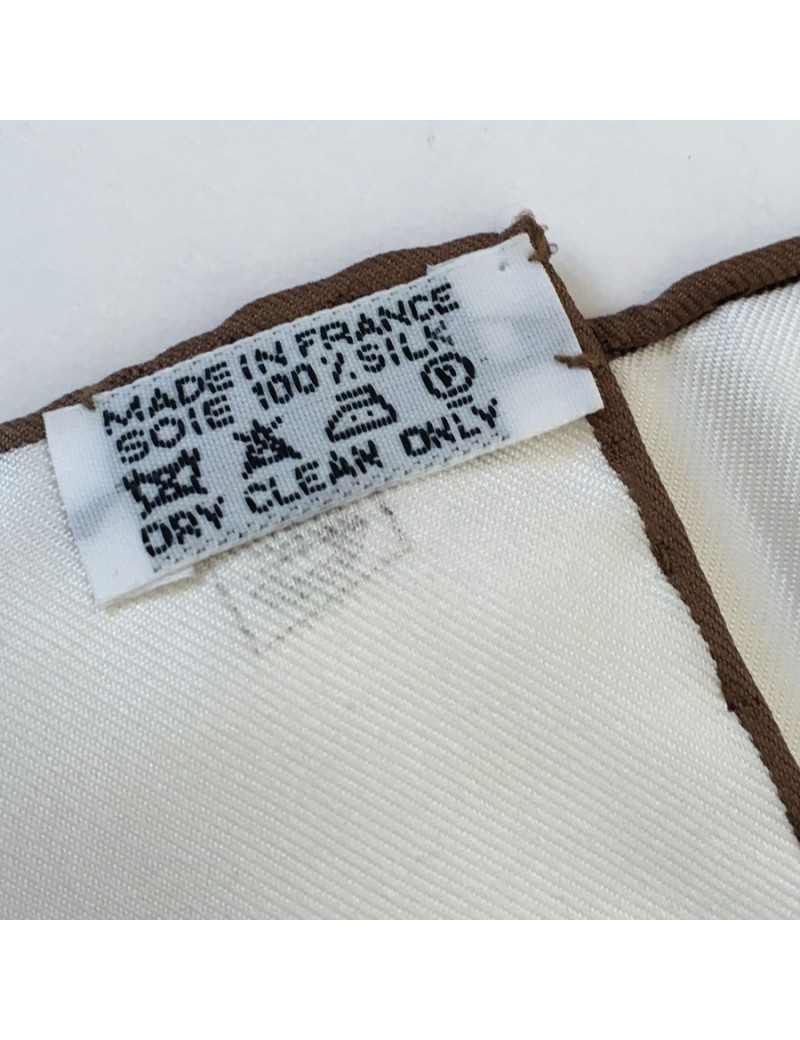 MADE IN FRANCE
SOIE 100 % SILK
P
DRY CLEAN ONLY